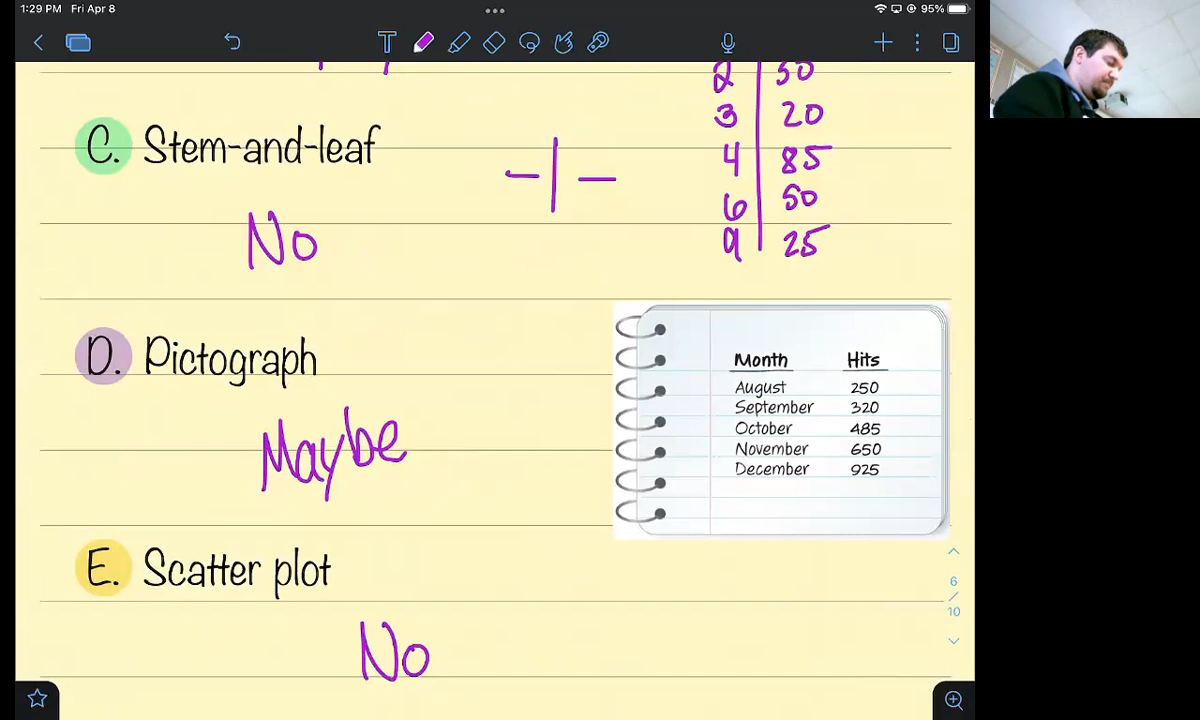 1:29 PM Fri Apr 8
95%
T
2 | 50
C. Stem-and-leaf
3 | 20
4 | 85
6 | 50
9 | 25
No
D. Pictograph
Maybe
Month Hits
August 250
September 320
October 485
November 650
December 925
E. Scatter plot
No
6
/
10